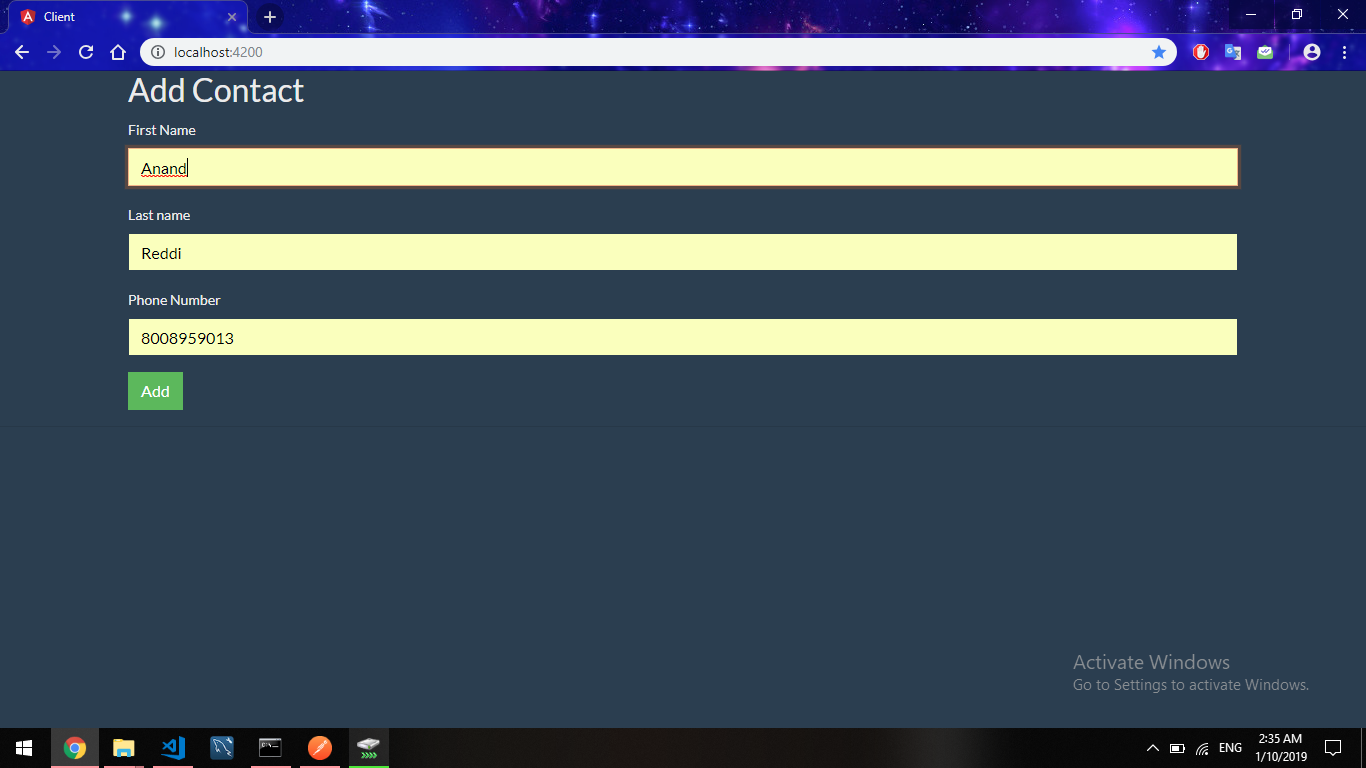 Client
localhost:4200
Add Contact
First Name
Anand
Last name
Reddi
Phone Number
8008959013
Add
Activate Windows
Go to Settings to activate Windows.
ENG
2:35 AM
1/10/2019